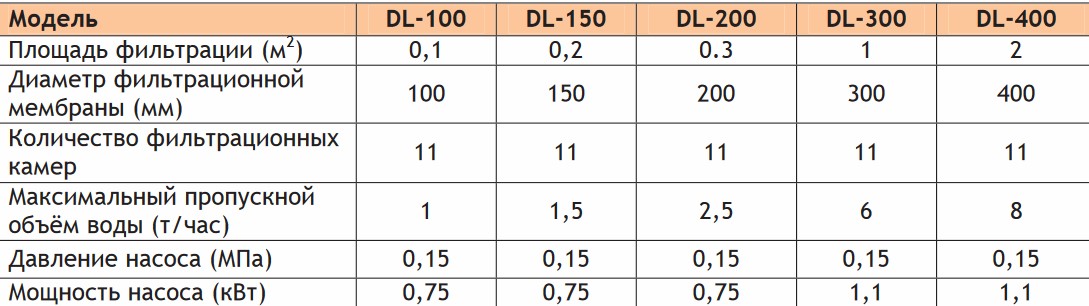 Модель DL-100 DL-150 DL-200 DL-300 DL-400
Площадь фильтрации (м²) 0,1 0,2 0.3 1 2
Диаметр фильтрационной
мембраны (мм) 100 150 200 300 400
Количество фильтрационных
камер 11 11 11 11 11
Максимальный пропускной
объём воды (т/час) 1 1,5 2,5 6 8
Давление насоса (МПа) 0,15 0,15 0,15 0,15 0,15
Мощность насоса (кВт) 0,75 0,75 0,75 1,1 1,1